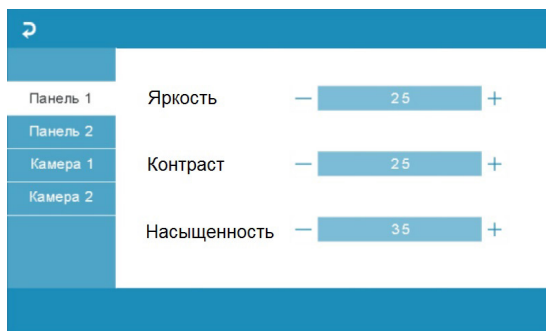 Панель 1
Панель 2
Камера 1
Камера 2
Яркость — 25 +
Контраст — 25 +
Насыщенность — 35 +